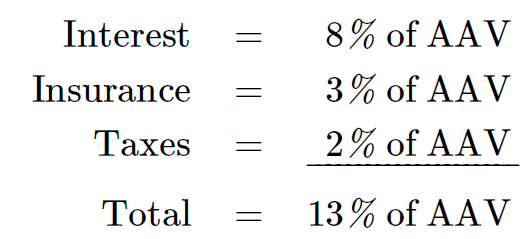 Interest = 8 % of AAV
Insurance = 3 % of AAV
Taxes = 2 % of AAV
Total = 13 % of AAV